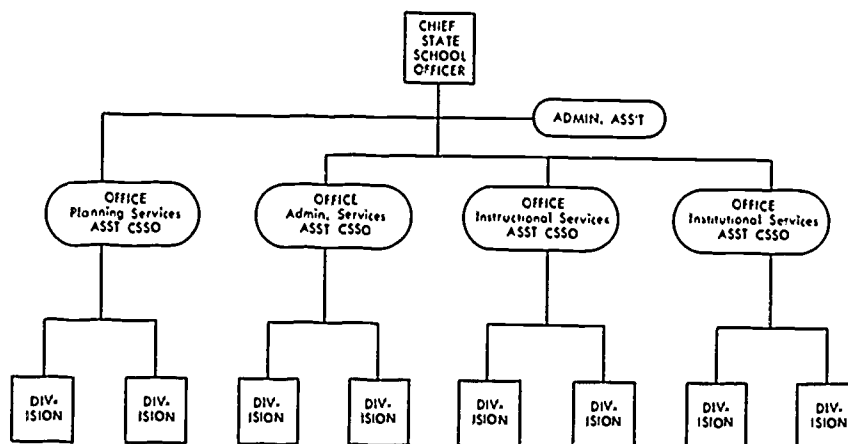 CHIEF
STATE
SCHOOL
OFFICER
ADMIN. ASS'T
OFFICE
Planning Services
ASST CSSO
OFFICE
Admin. Services
ASST CSSO
OFFICE
Instructional Services
ASST CSSO
OFFICE
Institutional Services
ASST CSSO
DIV-
ISION
DIV-
ISION
DIV-
ISION
DIV-
ISION
DIV-
ISION
DIV-
ISION
DIV-
ISION
DIV-
ISION